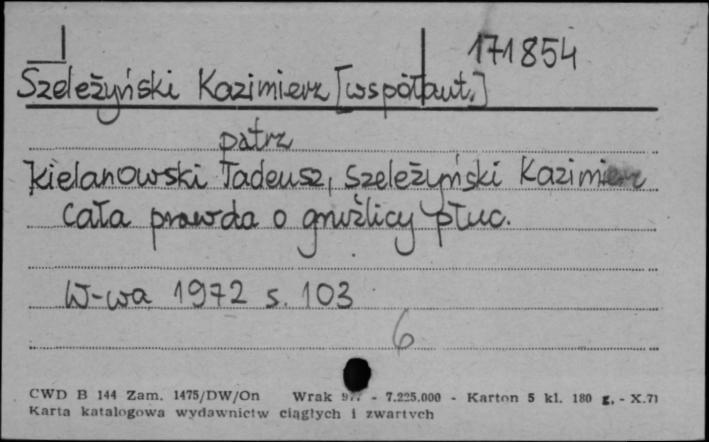 171854
Szeleżyński Kazimierz [współaut.]
patrz
Kielanowski Tadeusz, Szeleżyński Kazimierz
Cała prawda o gruźlicy płuc.
W-wa 1972 s. 103
6
CWD B 144 Zam. 1475/DW/On Wrak - 7.225.000 - Karton 5 kl. 180 g. - X.71
Karta katalogowa wydawnictw ciągłych i zwartych